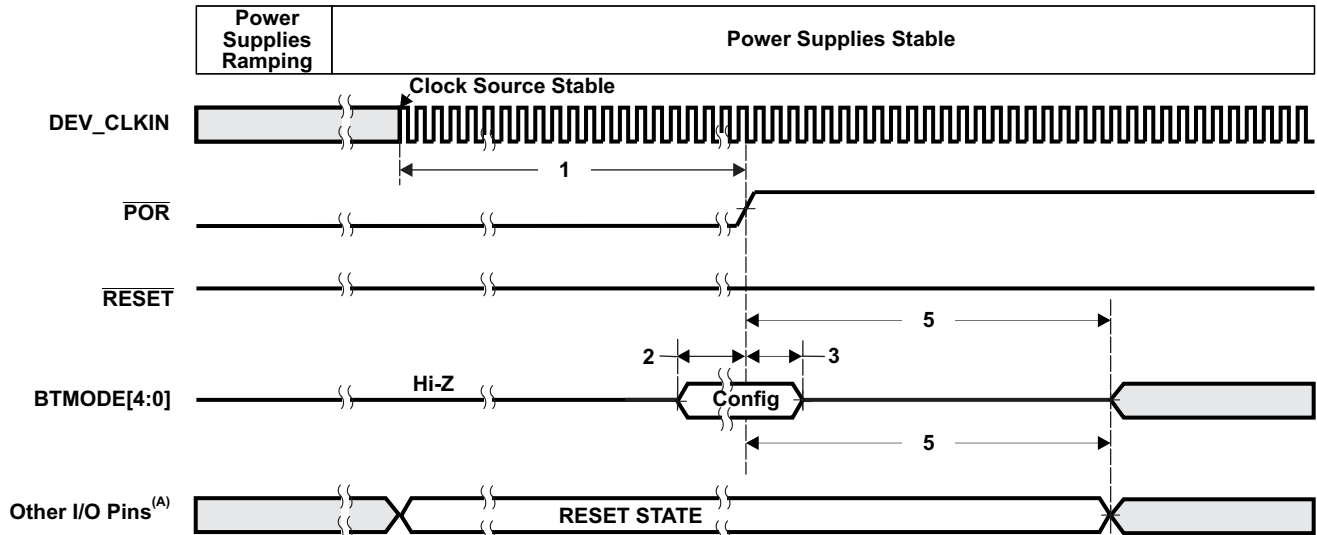 Power
Supplies
Ramping
Power Supplies Stable
Clock Source Stable
DEV_CLKIN
1
POR
RESET
5
2
3
Hi-Z
BTMODE[4:0]
Config
5
Other I/O Pins(A)
RESET STATE